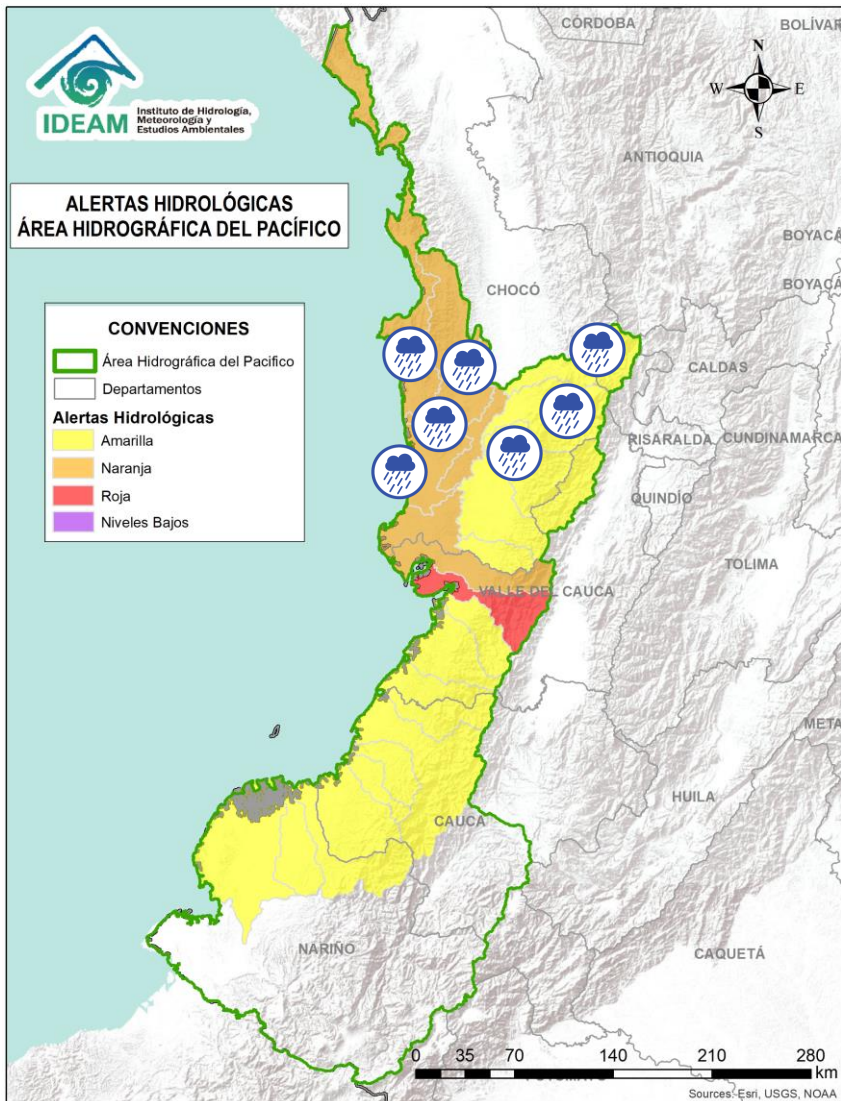 IDEAM
Instituto de Hidrología,
Meteorología y
Estudios Ambientales
ALERTAS HIDROLÓGICAS
ÁREA HIDROGRÁFICA DEL PACÍFICO
CONVENCIONES
Área Hidrográfica del Pacifico
Departamentos
Alertas Hidrológicas
Amarilla
Naranja
Roja
Niveles Bajos
N
W E
S
CÓRDOBA
BOLÍVAR
ANTIOQUIA
BOYACÁ
BOYACÁ
CHOCÓ
CALDAS
RISARALDA
CUNDINAMARCA
QUINDÍO
TOLIMA
VALLE DEL CAUCA
META
HUILA
CAUCA
NARIÑO
CAQUETÁ
0 35 70 140 210 280
km
Sources: Esri, USGS, NOAA